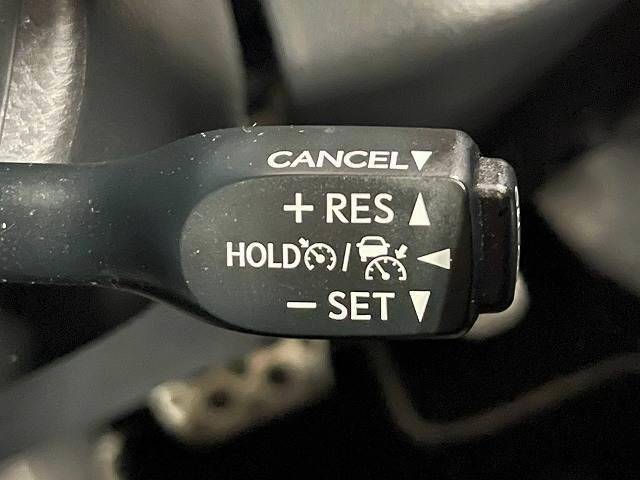 CANCEL▼
+ RES ▲
HOLD / ◀
− SET ▼